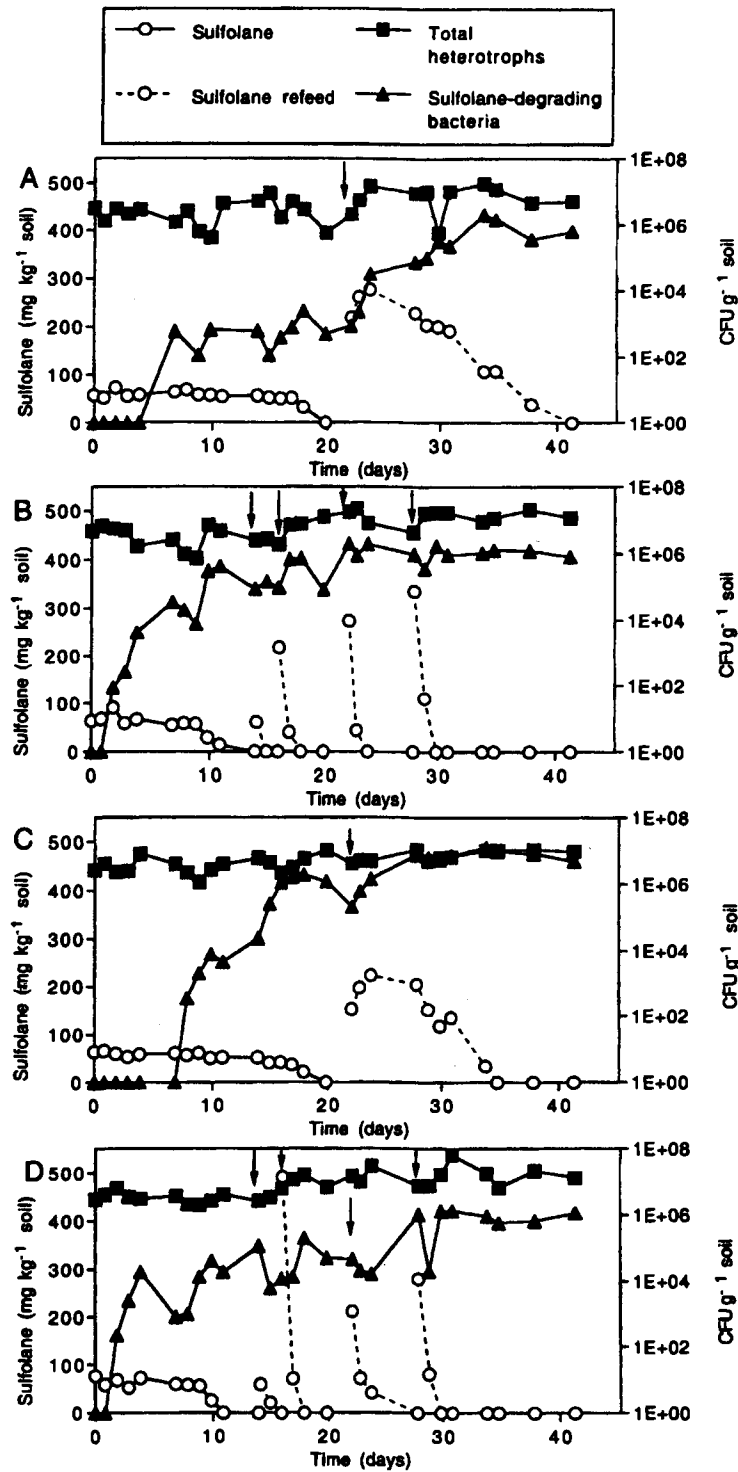 Sulfolane
Total heterotrophs
Sulfolane refeed
Sulfolane-degrading bacteria
A
Sulfolane (mg kg⁻¹ soil)
500
400
300
200
100
0
1E+08
1E+06
1E+04
1E+02
1E+00
CFU g⁻¹ soil
0 10 20 30 40
Time (days)
B
Sulfolane (mg kg⁻¹ soil)
500
400
300
200
100
0
1E+08
1E+06
1E+04
1E+02
1E+00
CFU g⁻¹ soil
0 10 20 30 40
Time (days)
C
Sulfolane (mg kg⁻¹ soil)
500
400
300
200
100
0
1E+08
1E+06
1E+04
1E+02
1E+00
CFU g⁻¹ soil
0 10 20 30 40
Time (days)
D
Sulfolane (mg kg⁻¹ soil)
500
400
300
200
100
0
1E+08
1E+06
1E+04
1E+02
1E+00
CFU g⁻¹ soil
0 10 20 30 40
Time (days)